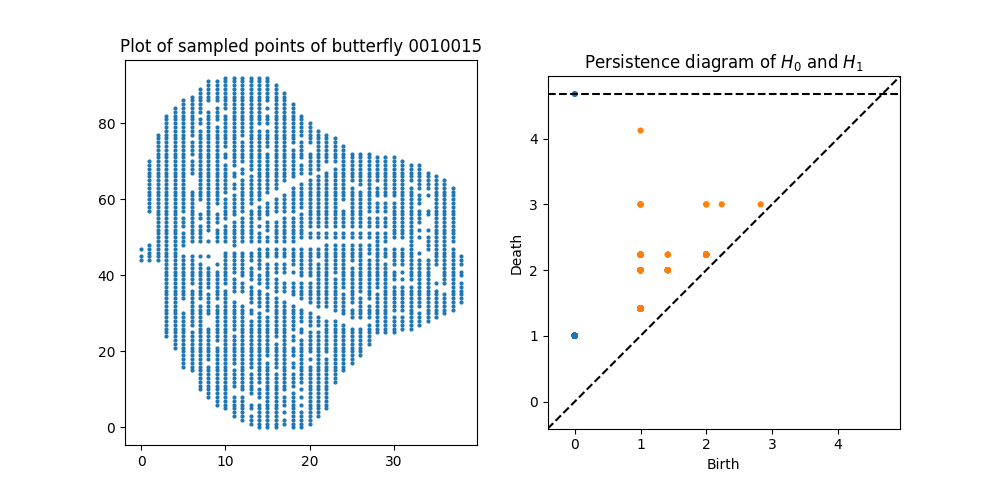 Plot of sampled points of butterfly 0010015
80
60
40
20
0
0 10 20 30
Persistence diagram of $H_0$ and $H_1$
Death
4
3
2
1
0
0 1 2 3 4
Birth